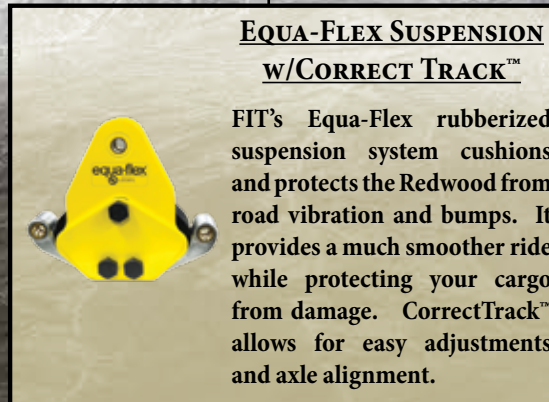 Equa-Flex Suspension
w/Correct Track™
equa-flex
FIT's Equa-Flex rubberized
suspension system cushions
and protects the Redwood from
road vibration and bumps. It
provides a much smoother ride
while protecting your cargo
from damage. CorrectTrack™
allows for easy adjustments
and axle alignment.